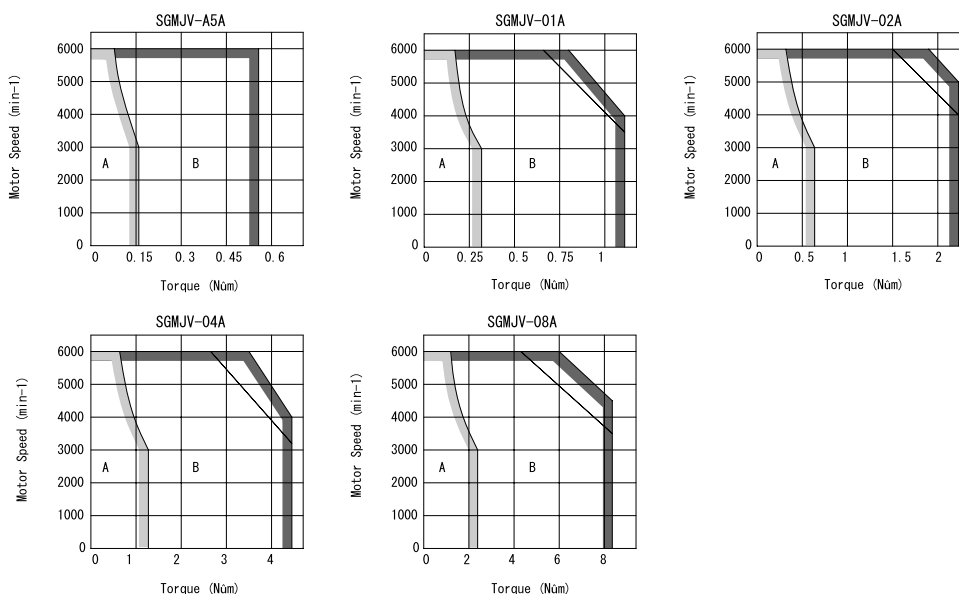 SGMJV-A5A
Motor Speed (min-1)
6000
5000
4000
3000
2000
1000
0
A
B
0 0.15 0.3 0.45 0.6
Torque (Nûm)
SGMJV-01A
Motor Speed (min-1)
6000
5000
4000
3000
2000
1000
0
A
B
0 0.25 0.5 0.75 1
Torque (Nûm)
SGMJV-02A
Motor Speed (min-1)
6000
5000
4000
3000
2000
1000
0
A
B
0 0.5 1 1.5 2
Torque (Nûm)
SGMJV-04A
Motor Speed (min-1)
6000
5000
4000
3000
2000
1000
0
A
B
0 1 2 3 4
Torque (Nûm)
SGMJV-08A
Motor Speed (min-1)
6000
5000
4000
3000
2000
1000
0
A
B
0 2 4 6 8
Torque (Nûm)